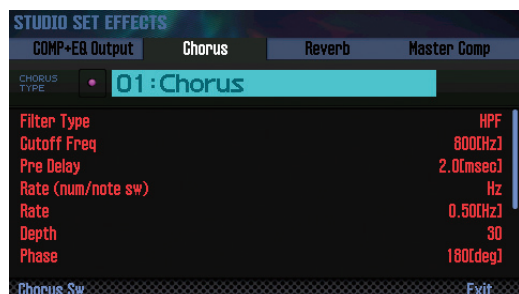 STUDIO SET EFFECTS
COMP+EQ Output Chorus Reverb Master Comp
CHORUS TYPE 01:Chorus
Filter Type HPF
Cutoff Freq 800[Hz]
Pre Delay 2.0[msec]
Rate (num/note sw) Hz
Rate 0.50[Hz]
Depth 30
Phase 180[deg]
Chorus Sw Exit